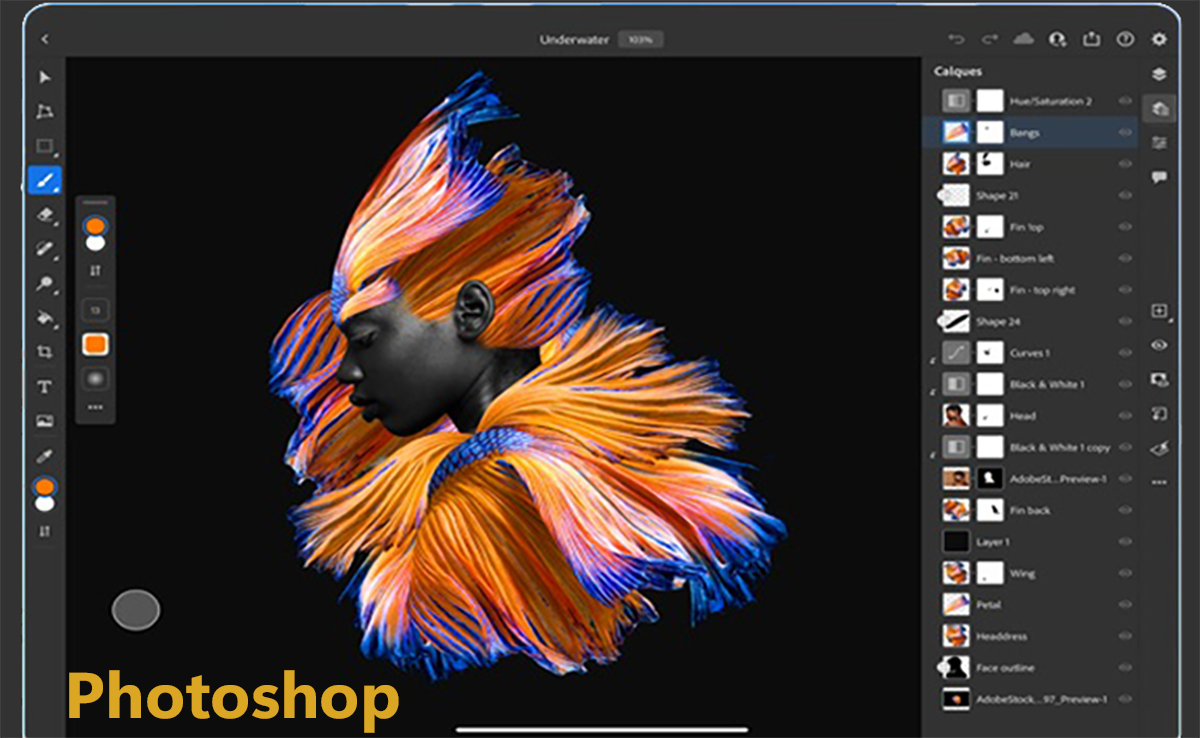 Underwater 103%
Calques
Hue/Saturation 2
Bangs
Hair
Shape 21
Fin top
Fin - bottom left
Fin - top right
Shape 24
Curves 1
Black & White 1
Head
Black & White 1 copy
AdobeSt...Preview-1
Fin back
Layer 1
Wing
Petal
Headdress
Face outline
AdobeStock...97_Preview-1
13
T
Photoshop